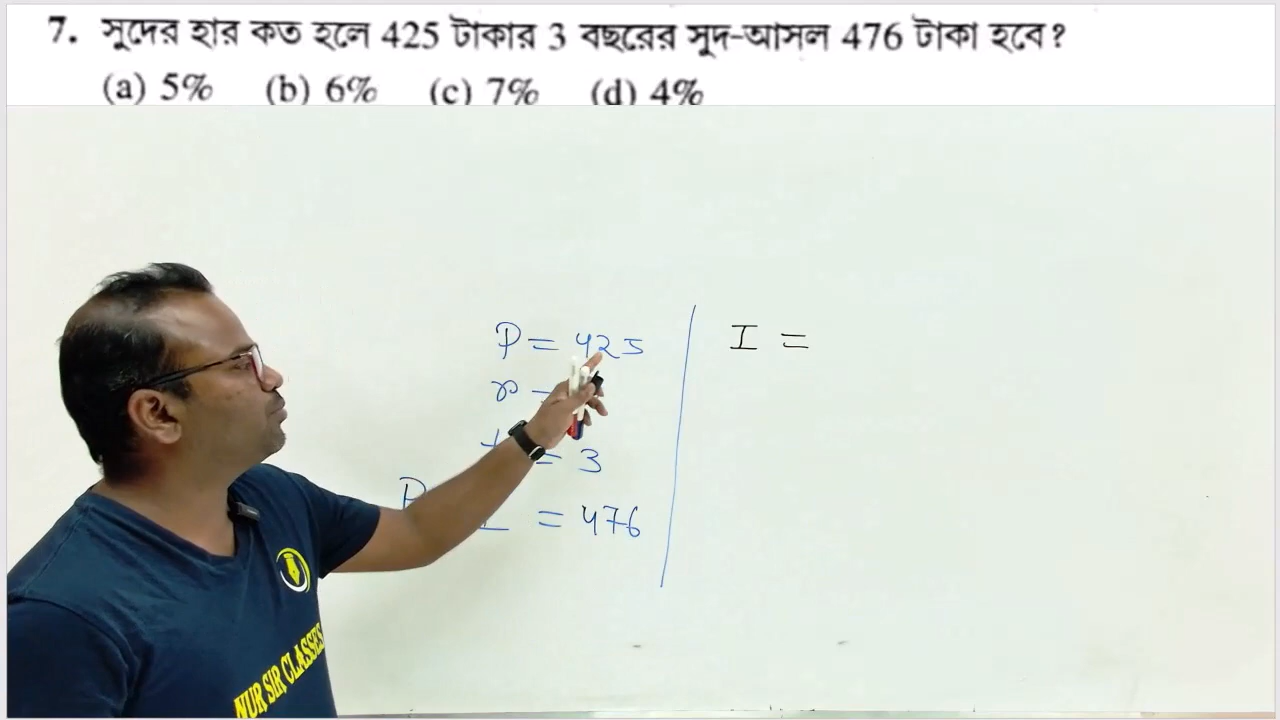 7. সুদের হার কত হলে 425 টাকার 3 বছরের সুদ-আসল 476 টাকা হবে?
(a) 5% (b) 6% (c) 7% (d) 4%
P = 425
r =
= 3
P
I = 476
I =
NUR SIR CLASSES